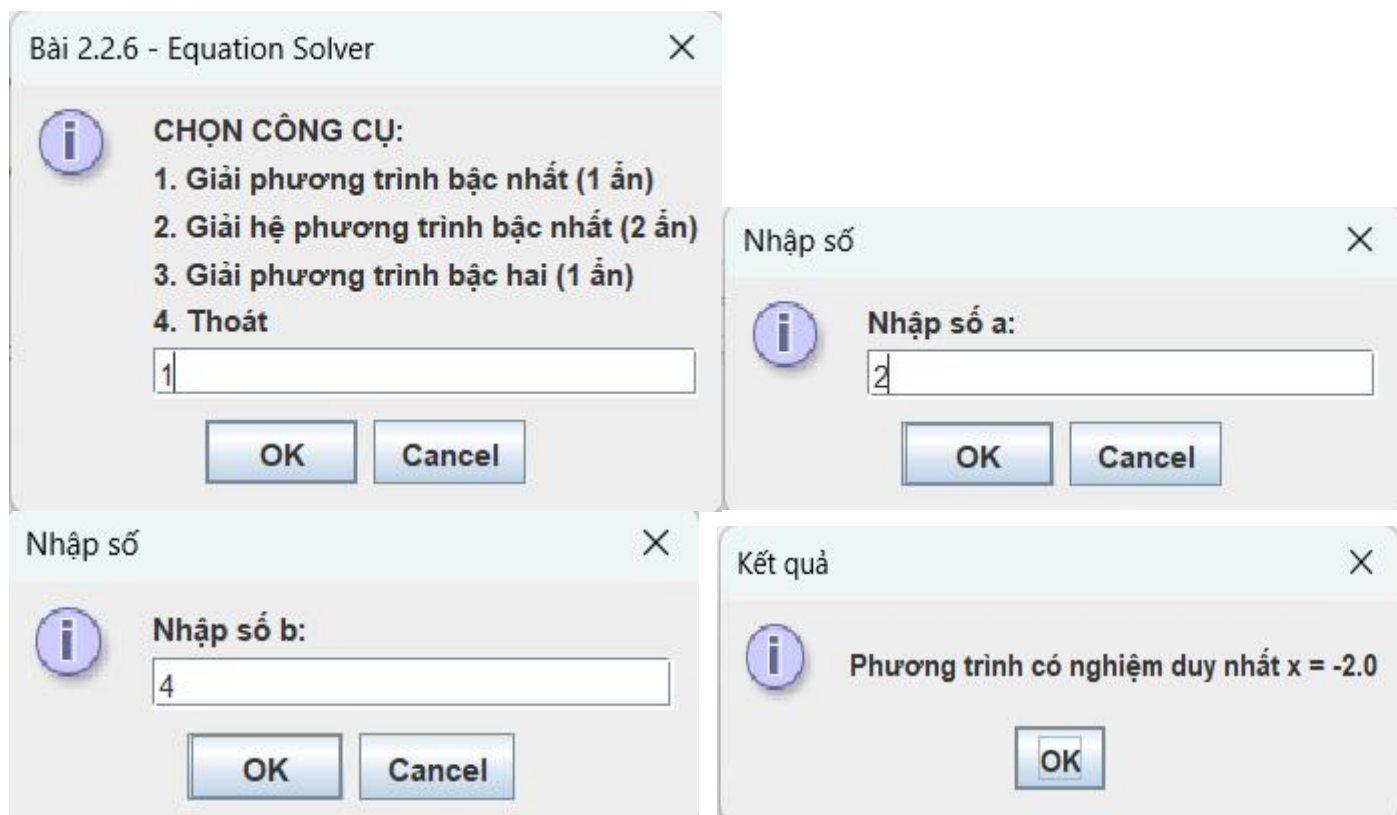 Bài 2.2.6 - Equation Solver
CHỌN CÔNG CỤ:
1. Giải phương trình bậc nhất (1 ẩn)
2. Giải hệ phương trình bậc nhất (2 ẩn)
3. Giải phương trình bậc hai (1 ẩn)
4. Thoát
1
OK Cancel
Nhập số
Nhập số a:
2
OK Cancel
Nhập số
Nhập số b:
4
OK Cancel
Kết quả
Phương trình có nghiệm duy nhất x = -2.0
OK